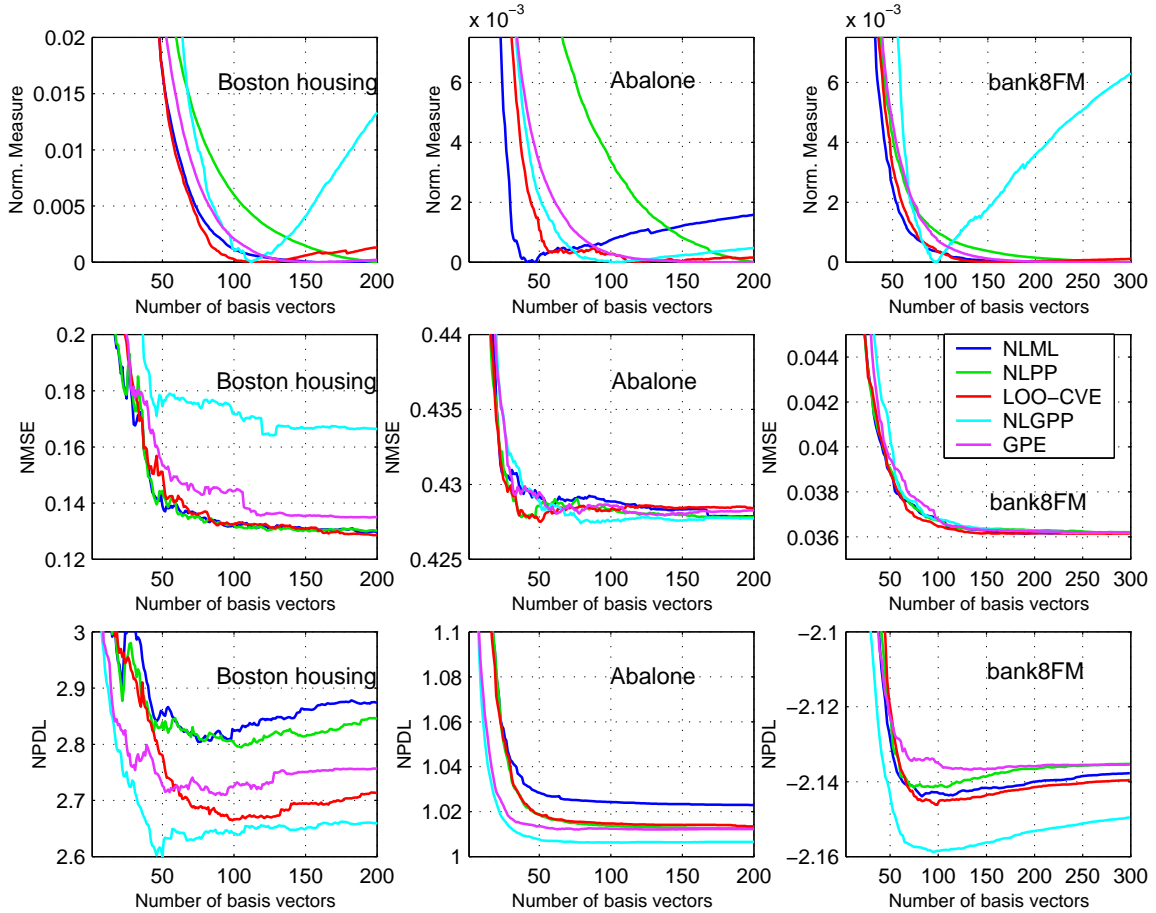 x 10⁻³
x 10⁻³
Norm. Measure
0.02
0.015
0.01
0.005
0
Boston housing
50 100 150 200
Number of basis vectors
Norm. Measure
6
4
2
0
Abalone
50 100 150 200
Number of basis vectors
Norm. Measure
6
4
2
0
bank8FM
50 100 150 200 250 300
Number of basis vectors
NMSE
0.2
0.18
0.16
0.14
0.12
Boston housing
50 100 150 200
Number of basis vectors
NMSE
0.44
0.435
0.43
0.425
Abalone
50 100 150 200
Number of basis vectors
NMSE
0.044
0.042
0.04
0.038
0.036
NLML
NLPP
LOO−CVE
NLGPP
GPE
bank8FM
50 100 150 200 250 300
Number of basis vectors
NPDL
3
2.9
2.8
2.7
2.6
Boston housing
50 100 150 200
Number of basis vectors
NPDL
1.1
1.08
1.06
1.04
1.02
1
Abalone
50 100 150 200
Number of basis vectors
NPDL
−2.1
−2.12
−2.14
−2.16
bank8FM
50 100 150 200 250 300
Number of basis vectors